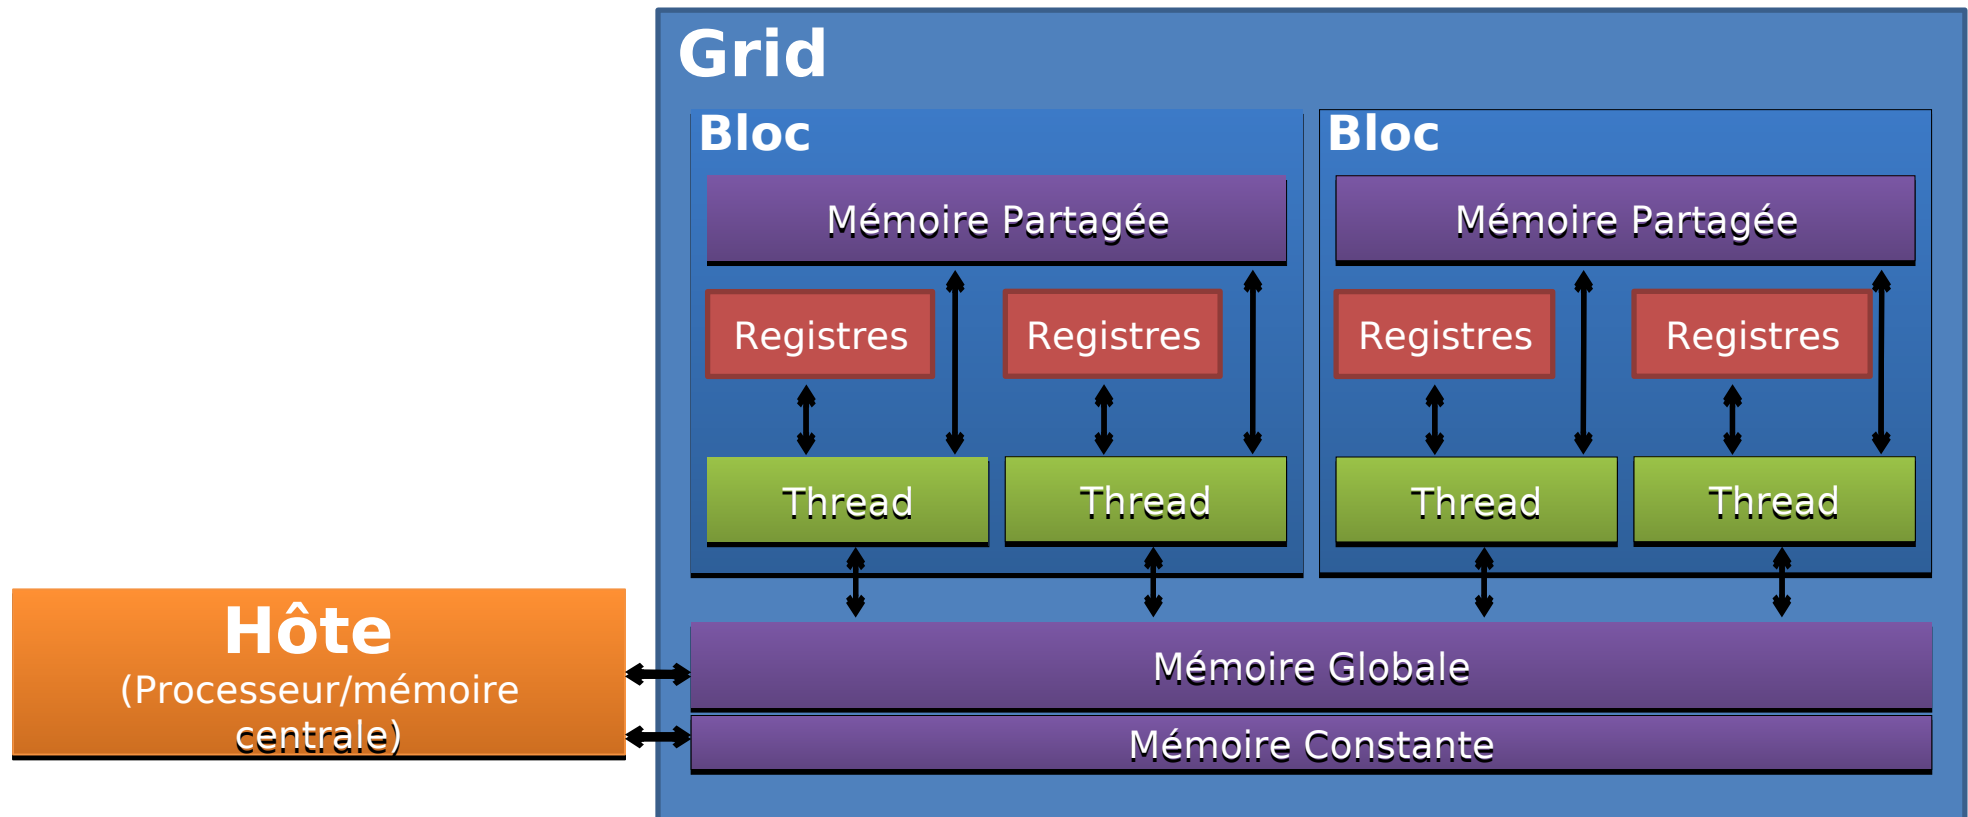 Grid
Bloc
Bloc
Mémoire Partagée
Mémoire Partagée
Registres
Registres
Registres
Registres
Thread
Thread
Thread
Thread
Hôte
(Processeur/mémoire
centrale)
Mémoire Globale
Mémoire Constante